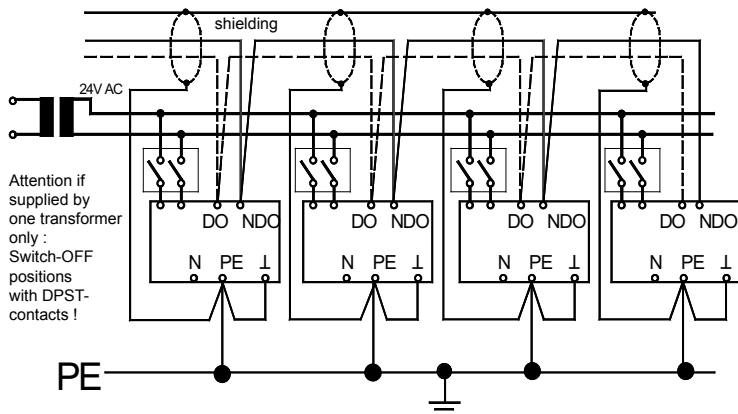 shielding
24V AC
Attention if
supplied by
one transformer
only :
Switch-OFF
positions
with DPST-
contacts !
DO NDO
N PE ⊥
DO NDO
N PE ⊥
DO NDO
N PE ⊥
DO NDO
N PE ⊥
PE